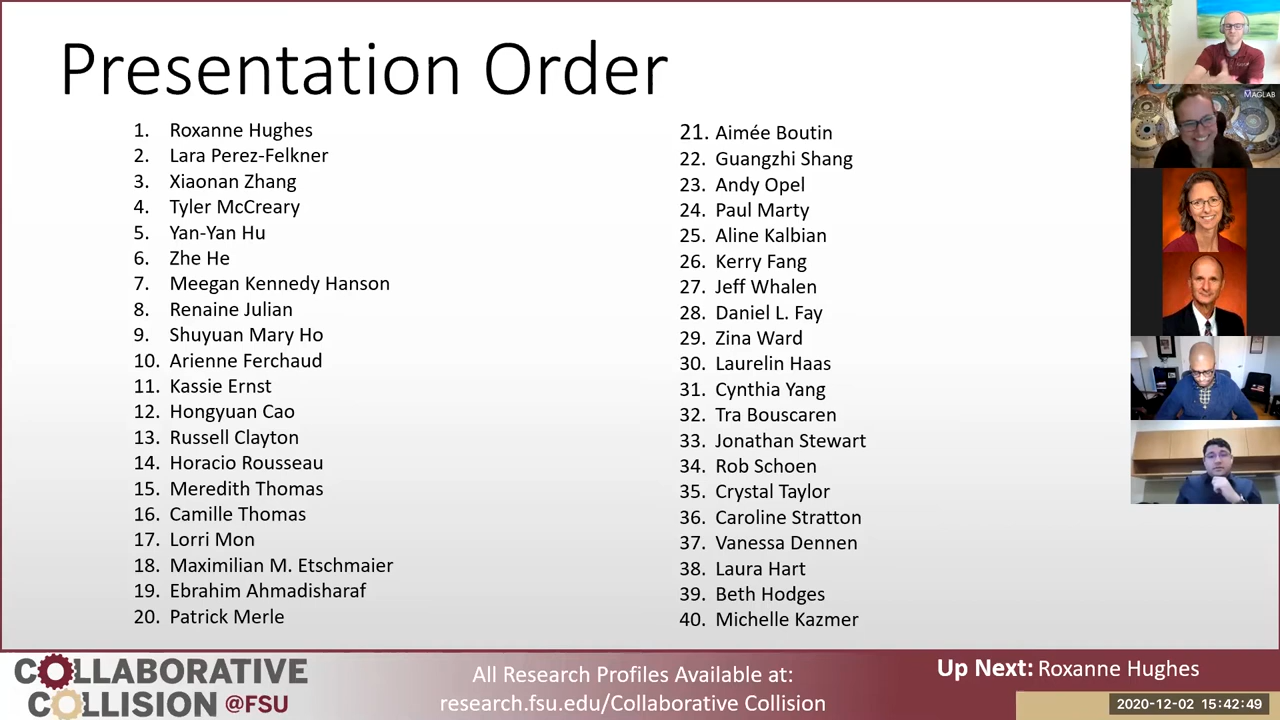 Presentation Order
1. Roxanne Hughes
2. Lara Perez-Felkner
3. Xiaonan Zhang
4. Tyler McCreary
5. Yan-Yan Hu
6. Zhe He
7. Meegan Kennedy Hanson
8. Renaine Julian
9. Shuyuan Mary Ho
10. Arienne Ferchaud
11. Kassie Ernst
12. Hongyuan Cao
13. Russell Clayton
14. Horacio Rousseau
15. Meredith Thomas
16. Camille Thomas
17. Lorri Mon
18. Maximilian M. Etschmaier
19. Ebrahim Ahmadisharaf
20. Patrick Merle
21. Aimée Boutin
22. Guangzhi Shang
23. Andy Opel
24. Paul Marty
25. Aline Kalbian
26. Kerry Fang
27. Jeff Whalen
28. Daniel L. Fay
29. Zina Ward
30. Laurelin Haas
31. Cynthia Yang
32. Tra Bouscaren
33. Jonathan Stewart
34. Rob Schoen
35. Crystal Taylor
36. Caroline Stratton
37. Vanessa Dennen
38. Laura Hart
39. Beth Hodges
40. Michelle Kazmer
MAGLAB
COLLABORATIVE
COLLISION @FSU
All Research Profiles Available at:
research.fsu.edu/Collaborative Collision
Up Next: Roxanne Hughes
2020-12-02 15:42:49